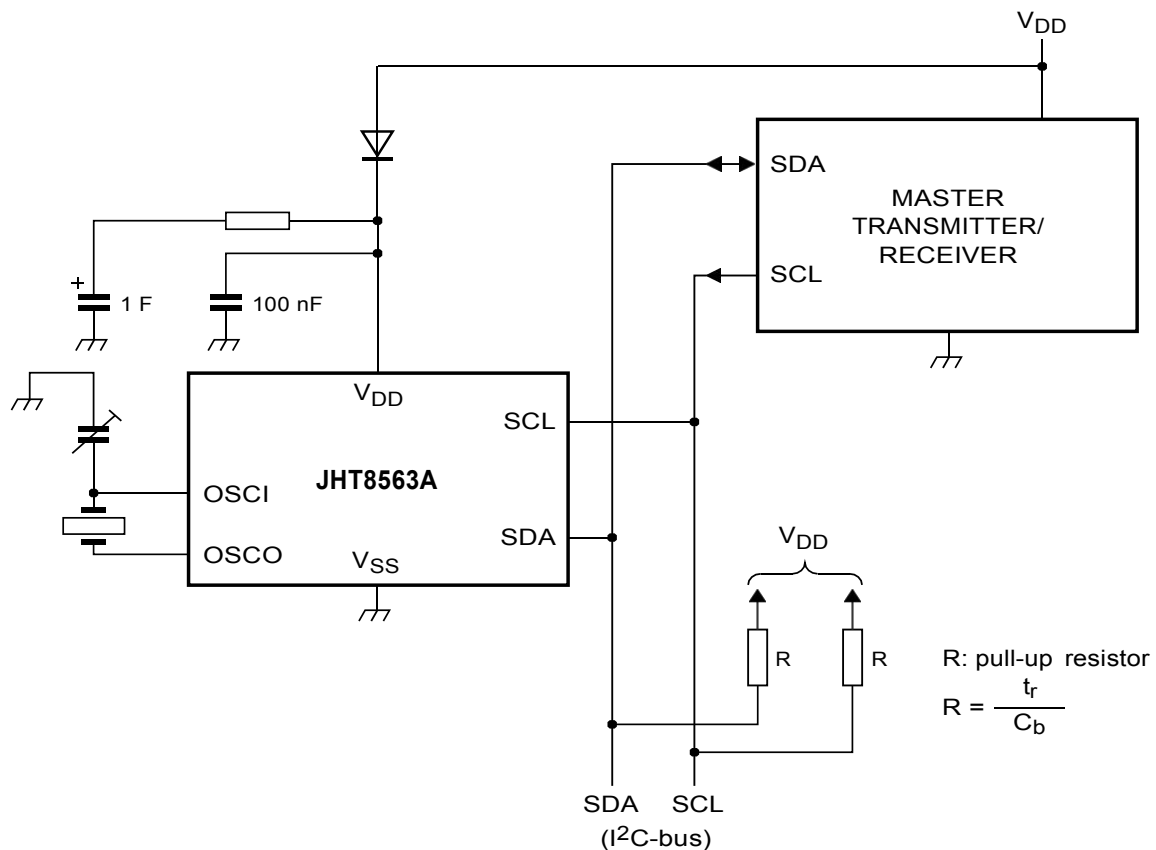 VDD
SDA
MASTER
TRANSMITTER/
RECEIVER
SCL
+
1 F
100 nF
VDD
SCL
JHT8563A
OSCI
SDA
OSCO
VSS
VDD
R
R
R: pull-up resistor
R = tr / Cb
SDA SCL
(I2C-bus)